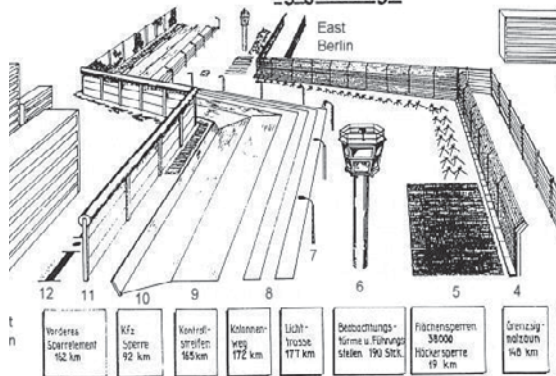 East
Berlin
7
12
11
10
9
8
6
5
4
Vorderes
Sperrelement
162 km
Kfz
Sperre
92 km
Kontroll-
streifen
165 km
Kolonnen-
weg
172 km
Licht-
trasse
177 km
Beobachtungs-
türme u. Führungs
stellen 190 Stck.
Flächensperren
38000
Höckersperre
19 km
Grenzsig-
nalzaun
148 km